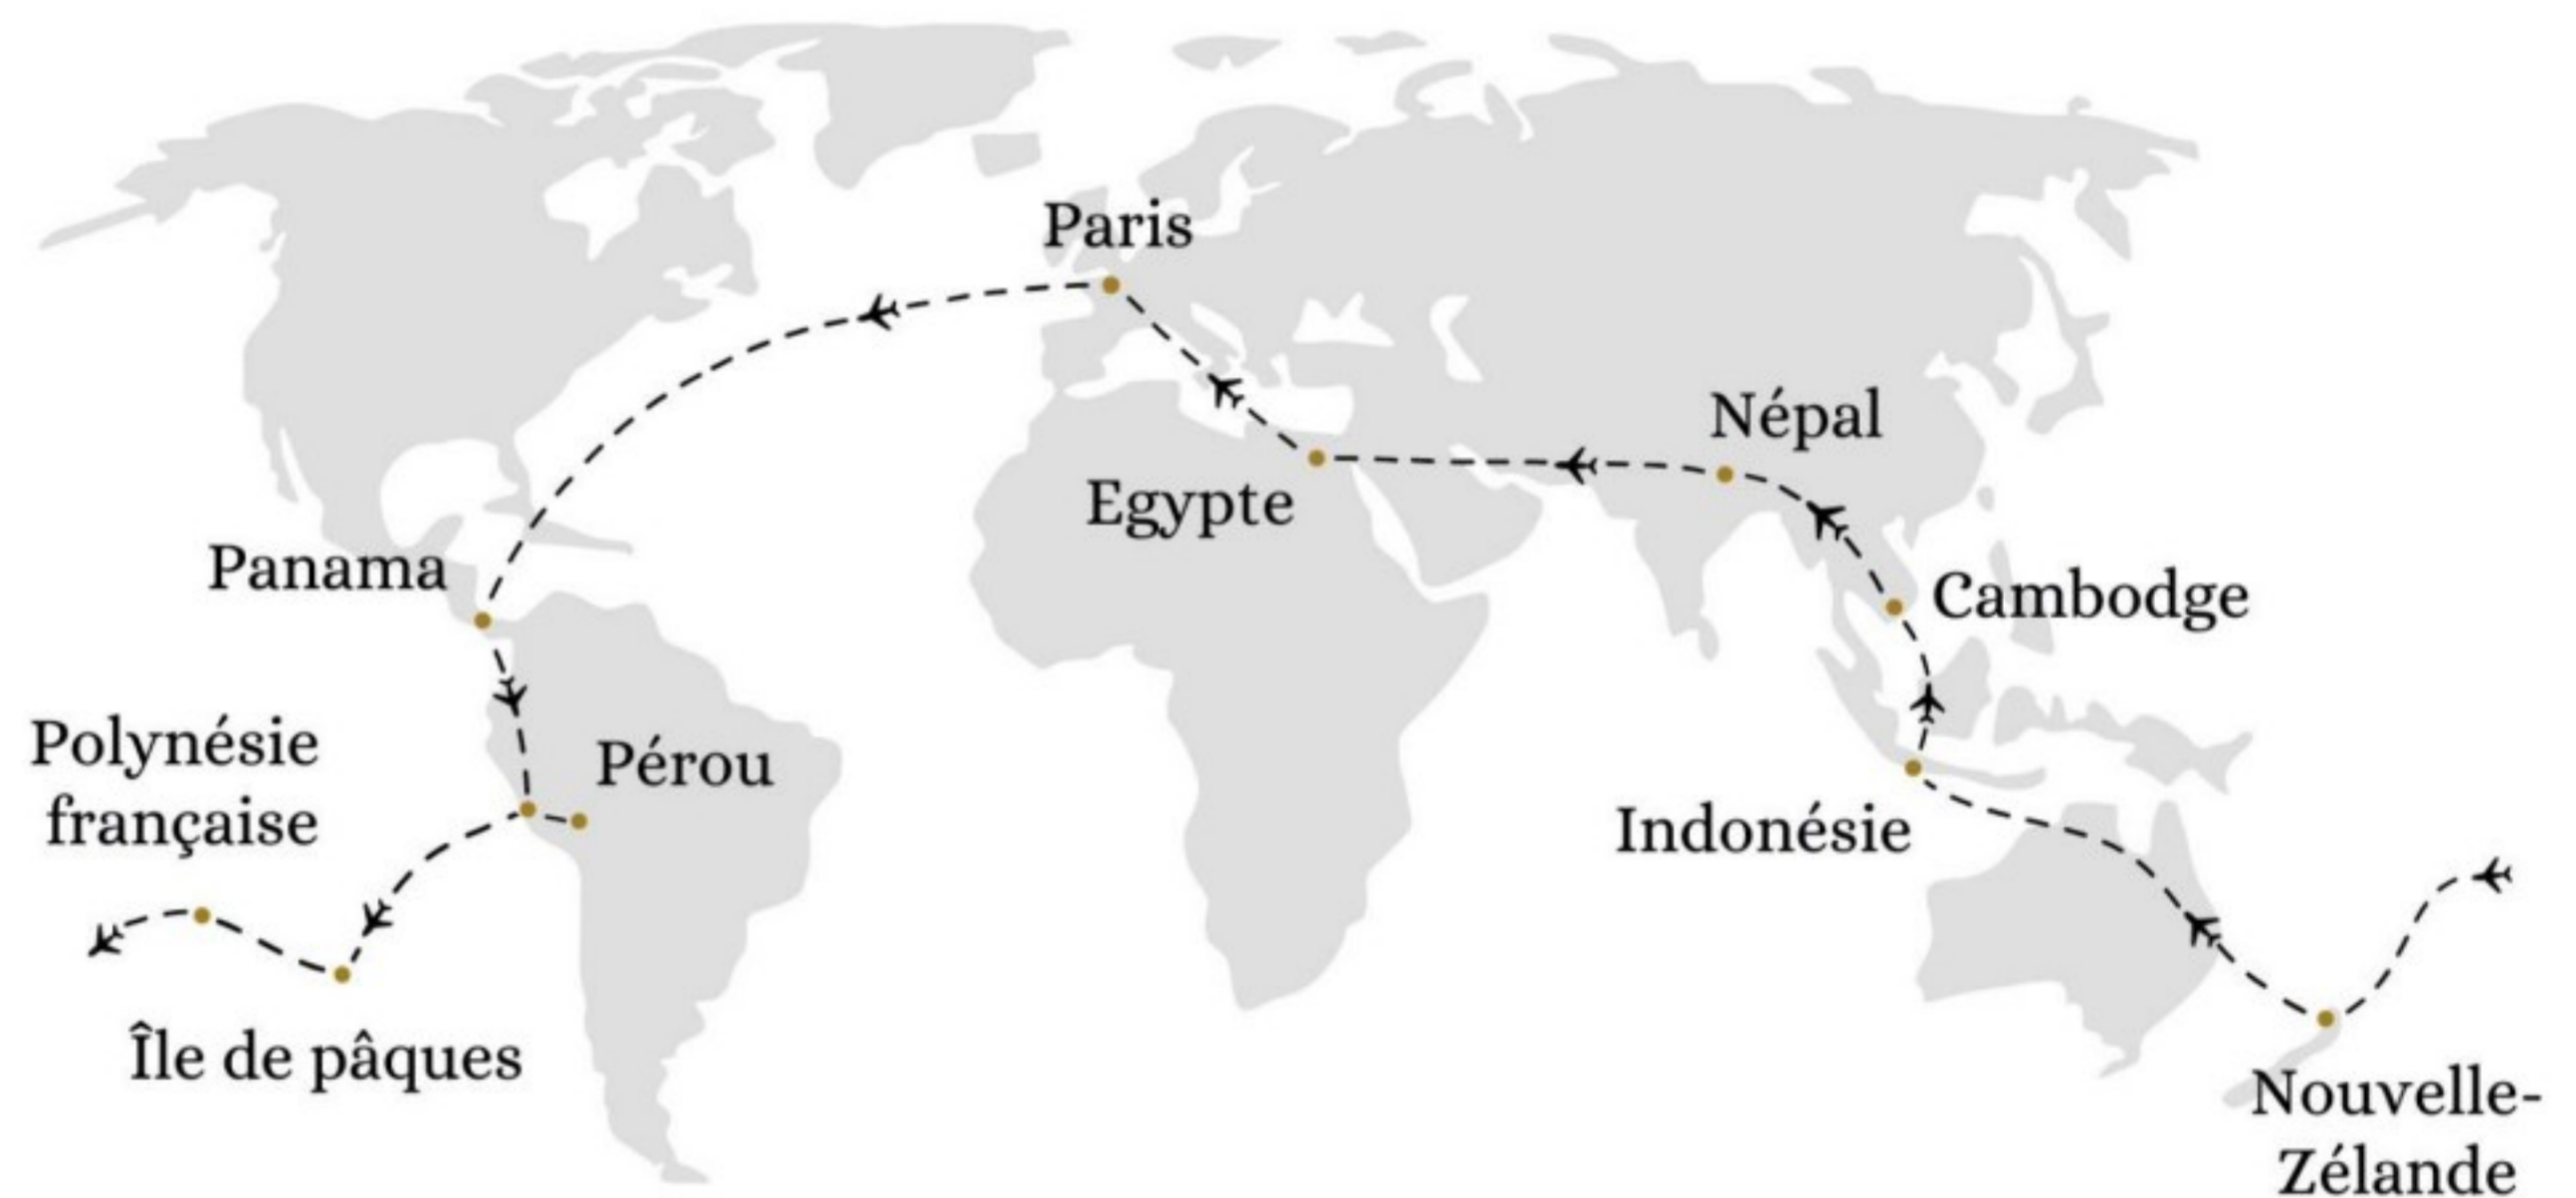 Paris
Népal
Egypte
Panama
Cambodge
Polynésie
française
Pérou
Indonésie
Île de pâques
Nouvelle-
Zélande